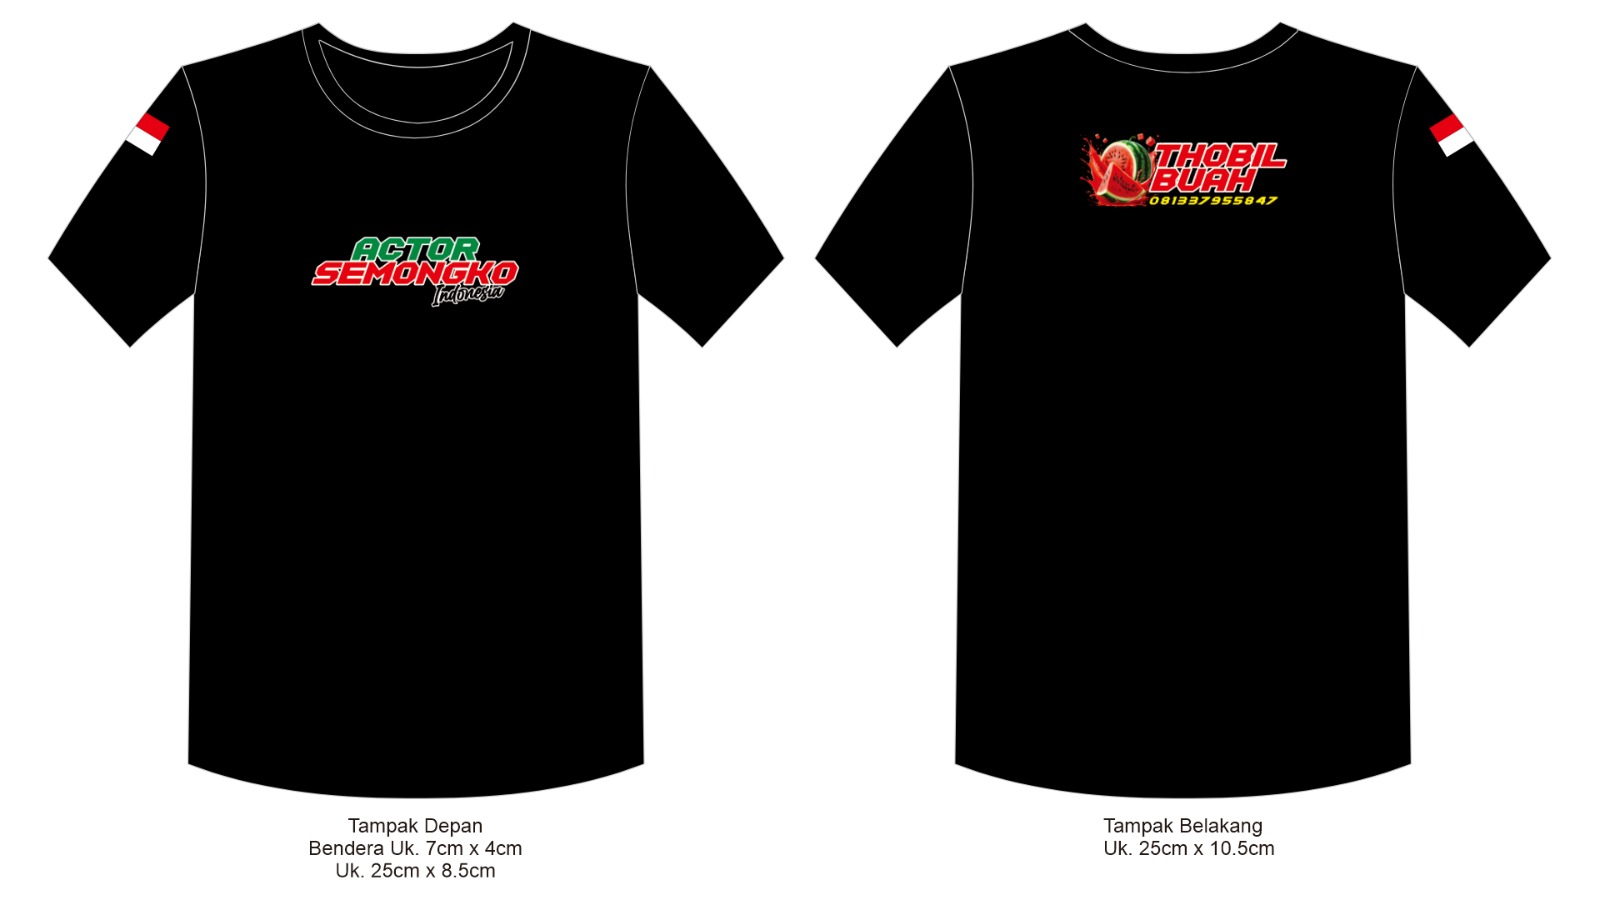 ACTOR
SEMONGKO
Indonesia
THOBIL
BUAH
081337955847
Tampak Depan
Bendera Uk. 7cm x 4cm
Uk. 25cm x 8.5cm
Tampak Belakang
Uk. 25cm x 10.5cm